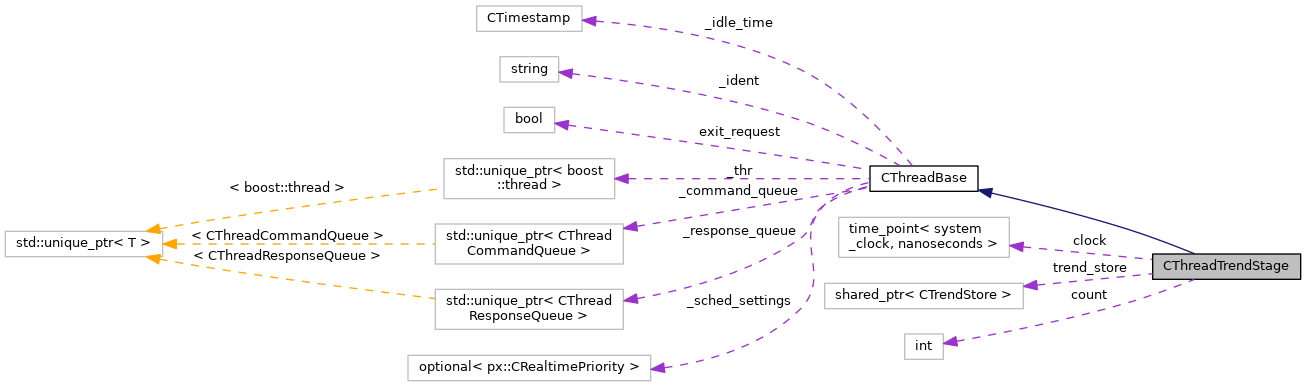 CTimestamp
_idle_time
string
_ident
bool
exit_request
std::unique_ptr< boost
::thread >
_thr
CThreadBase
< boost::thread >
_command_queue
std::unique_ptr< T >
< CThreadCommandQueue >
std::unique_ptr< CThread
CommandQueue >
_response_queue
< CThreadResponseQueue >
time_point< system
_clock, nanoseconds >
clock
CThreadTrendStage
trend_store
shared_ptr< CTrendStore >
count
std::unique_ptr< CThread
ResponseQueue >
_sched_settings
int
optional< px::CRealtimePriority >